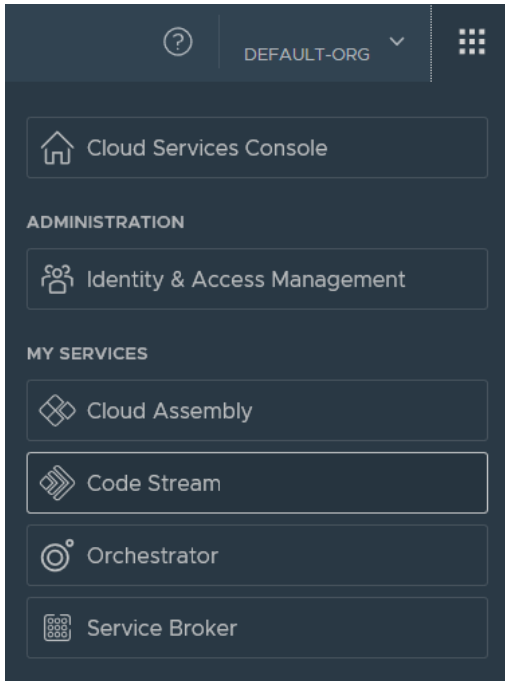 DEFAULT-ORG
Cloud Services Console
ADMINISTRATION
Identity & Access Management
MY SERVICES
Cloud Assembly
Code Stream
Orchestrator
Service Broker